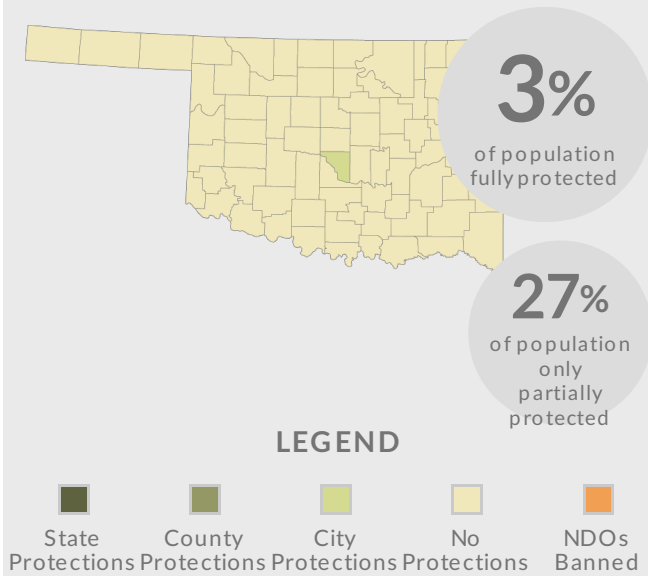 3%
of population
fully protected
27%
of population
only
partially
protected
LEGEND
State
Protections
County
Protections
City
Protections
No
Protections
NDOs
Banned